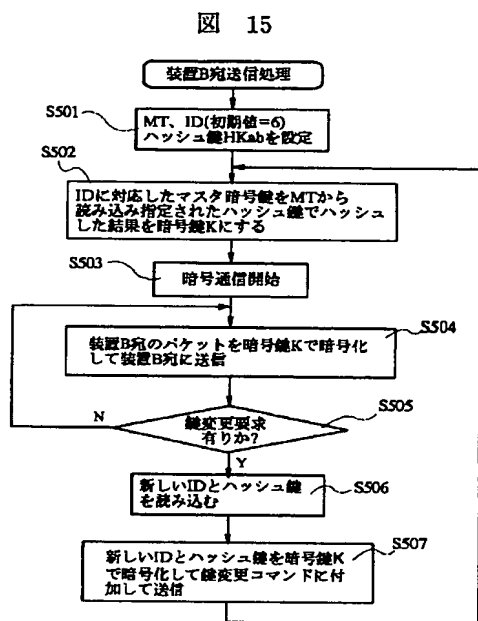 図 15
装置B宛送信処理
S501
MT、ID(初期値=6)
ハッシュ鍵HKabを設定
S502
IDに対応したマスタ暗号鍵をMTから
読み込み指定されたハッシュ鍵でハッシュ
した結果を暗号鍵Kにする
S503
暗号通信開始
S504
装置B宛のパケットを暗号鍵Kで暗号化
して装置B宛に送信
S505
N
鍵変更要求
有りか?
Y
新しいIDとハッシュ鍵
を読み込む
S506
S507
新しいIDとハッシュ鍵を暗号鍵K
で暗号化して鍵変更コマンドに付
加して送信